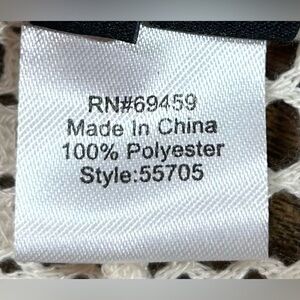 RN#69459
Made In China
100% Polyester
Style:55705